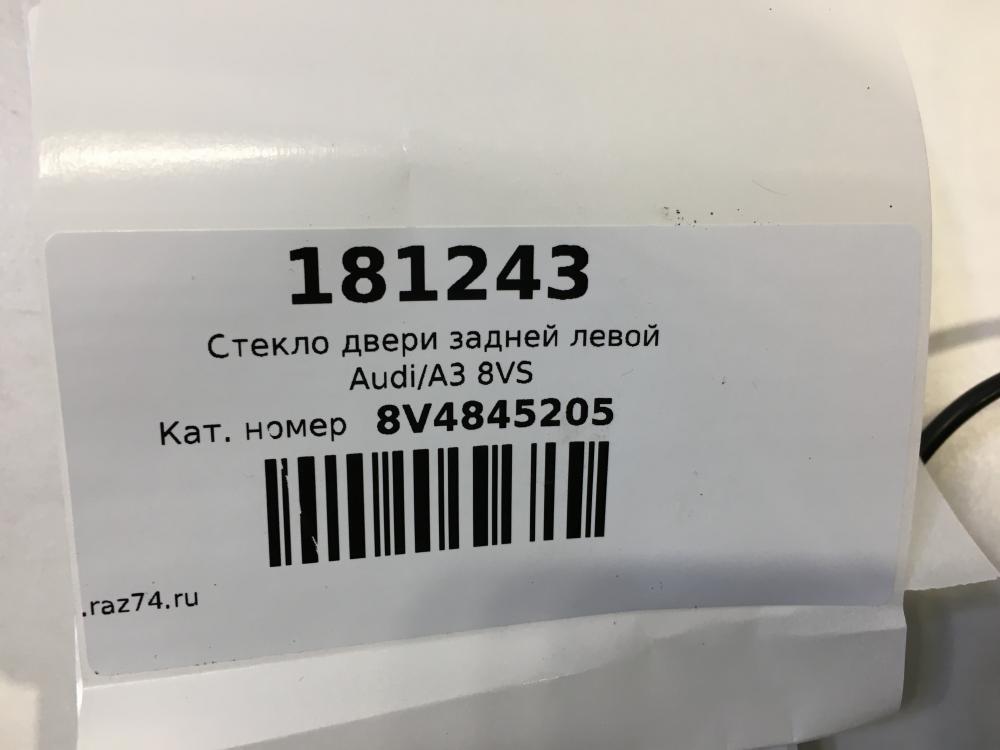 181243
Стекло двери задней левой
Audi/A3 8VS
Кат. номер 8V4845205
.raz74.ru